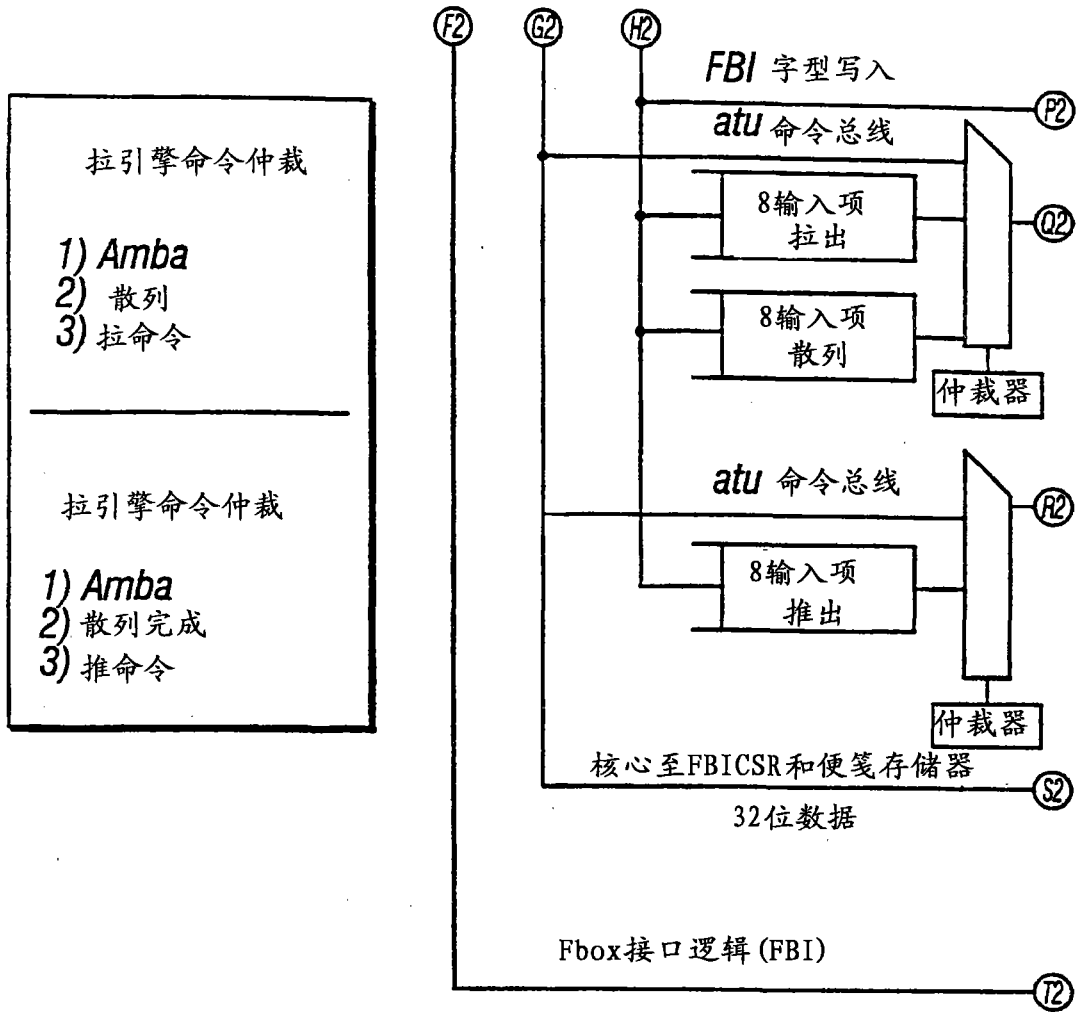 F2
G2
H2
FBI 字型写入
P2
atu 命令总线
拉引擎命令仲裁
8输入项
拉出
Q2
1) Amba
2) 散列
3) 拉命令
8输入项
散列
仲裁器
拉引擎命令仲裁
atu 命令总线
R2
1) Amba
2) 散列完成
3) 推命令
8输入项
推出
仲裁器
核心至FBICSR和便笺存储器
S2
32位数据
Fbox接口逻辑(FBI)
T2